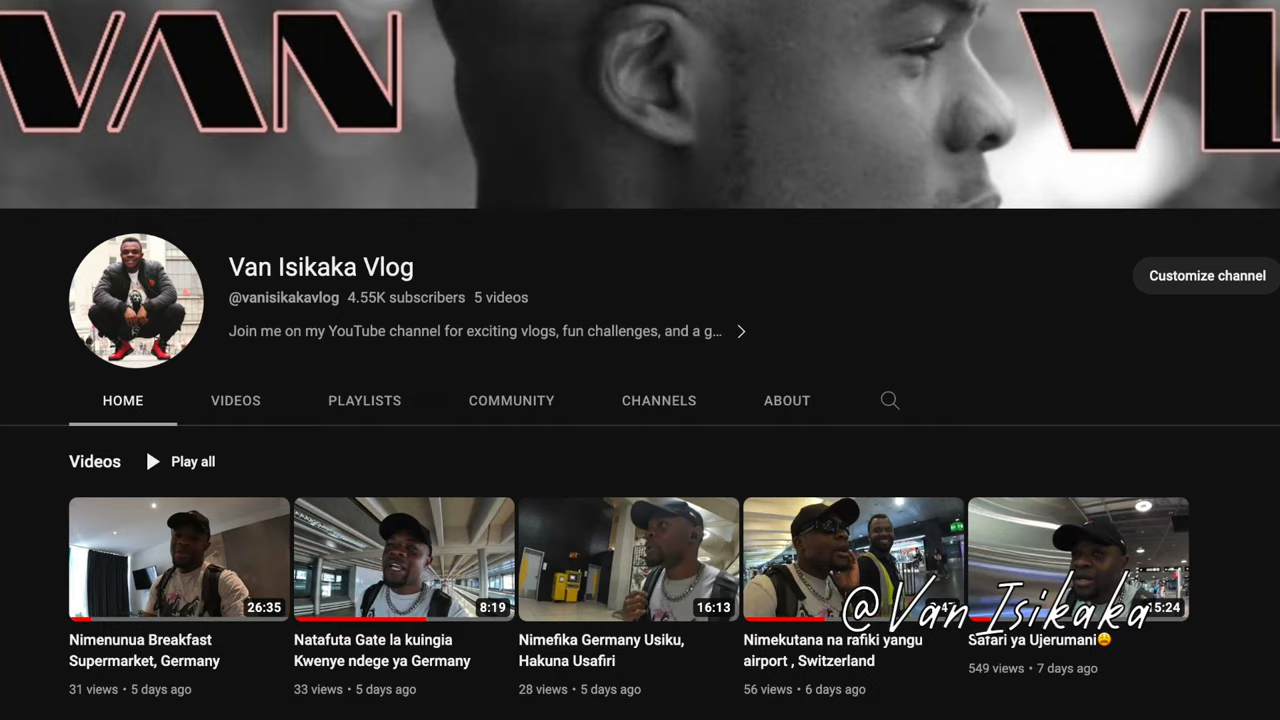 VAN
Van Isikaka Vlog
@vanisikakavlog 4.55K subscribers 5 videos
Customize channel
Join me on my YouTube channel for exciting vlogs, fun challenges, and a g...
HOME VIDEOS PLAYLISTS COMMUNITY CHANNELS ABOUT
Videos Play all
26:35 8:19 16:13
@Van Isikaka
Nimenunua Breakfast
Supermarket, Germany
31 views • 5 days ago
Natafuta Gate la kuingia
Kwenye ndege ya Germany
33 views • 5 days ago
Nimefika Germany Usiku,
Hakuna Usafiri
28 views • 5 days ago
Nimekutana na rafiki yangu
airport , Switzerland
56 views • 6 days ago
Safari ya Ujerumani😩
549 views • 7 days ago